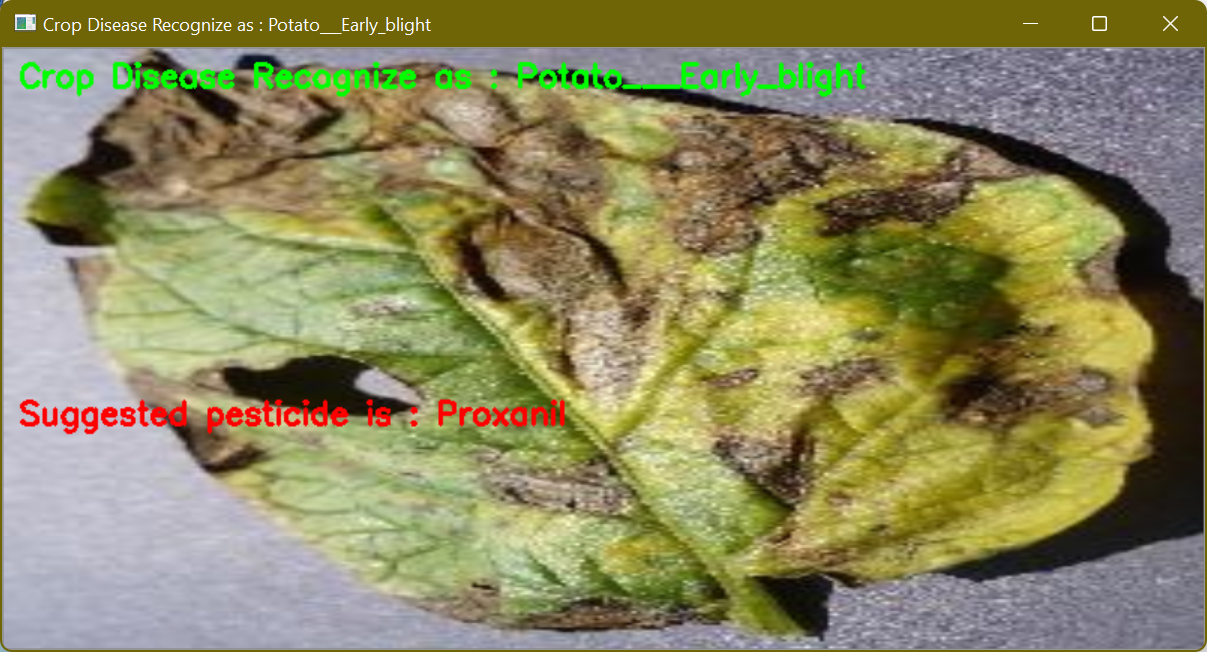 Crop Disease Recognize as : Potato___Early_blight
Crop Disease Recognize as : Potato___Early_blight
Suggested pesticide is : Proxanil